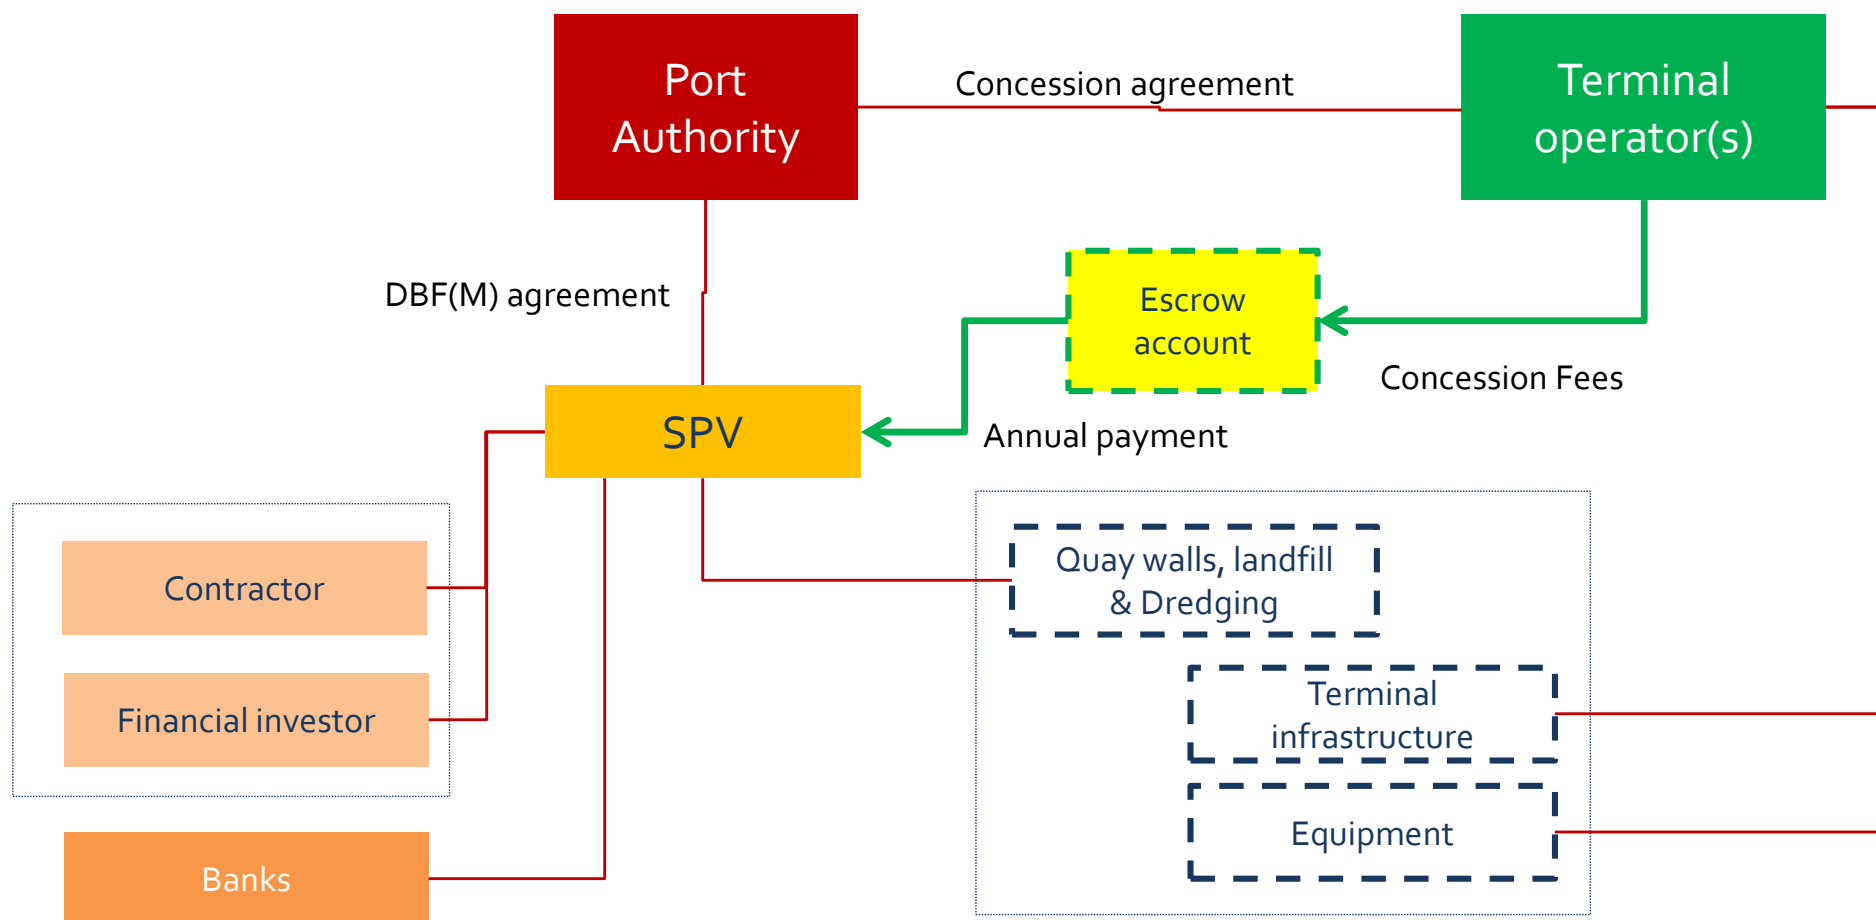 Port
Authority
Concession agreement
Terminal
operator(s)
DBF(M) agreement
Escrow
account
Concession Fees
SPV
Annual payment
Contractor
Financial investor
Banks
Quay walls, landfill
& Dredging
Terminal
infrastructure
Equipment